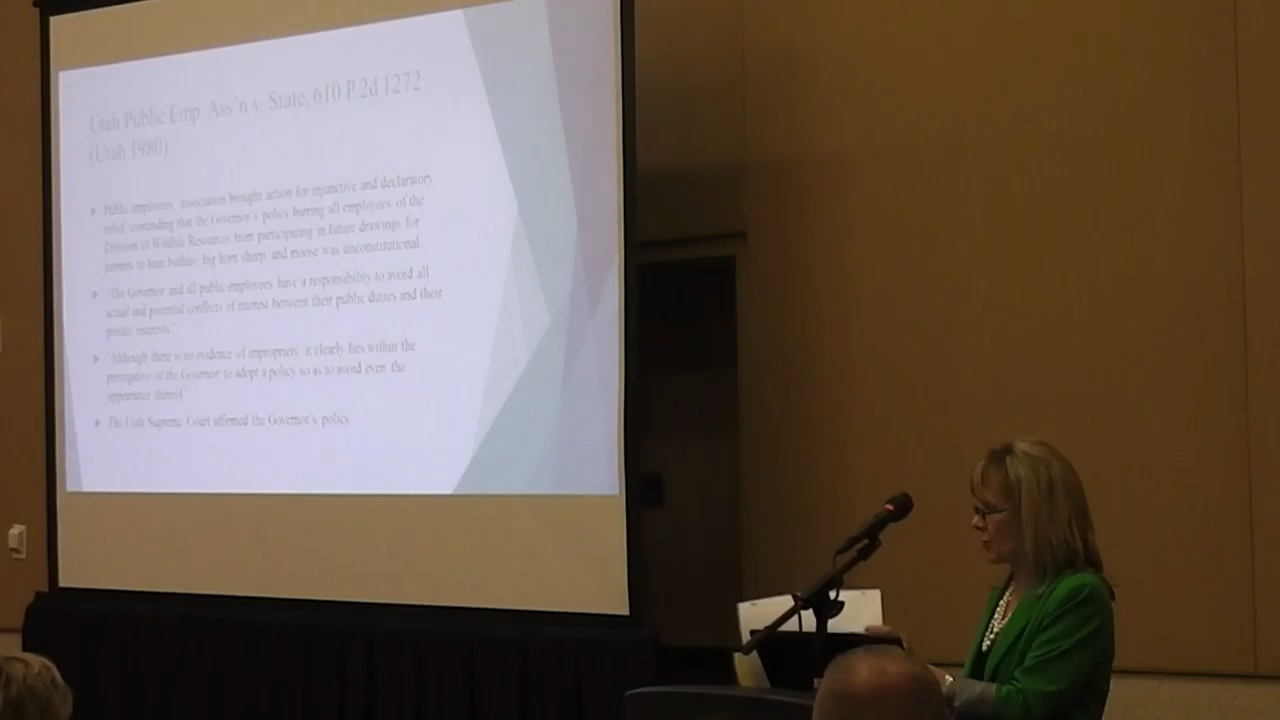 Utah Public Emp. Ass'n v. State, 610 P.2d 1272
(Utah 1980)
Public employees' association brought action for injunctive and declaratory
relief contending that the Governor's policy barring all employees of the
Division of Wildlife Resources from participating in future drawings for
permits to hunt buffalo, big horn sheep, and moose was unconstitutional.
"The Governor and all public employees have a responsibility to avoid all
actual and potential conflicts of interest between their public duties and their
private interests"
"Although there is no evidence of impropriety, it clearly lies within the
prerogative of the Governor to adopt a policy so as to avoid even the
appearance thereof"
The Utah Supreme Court affirmed the Governor's policy